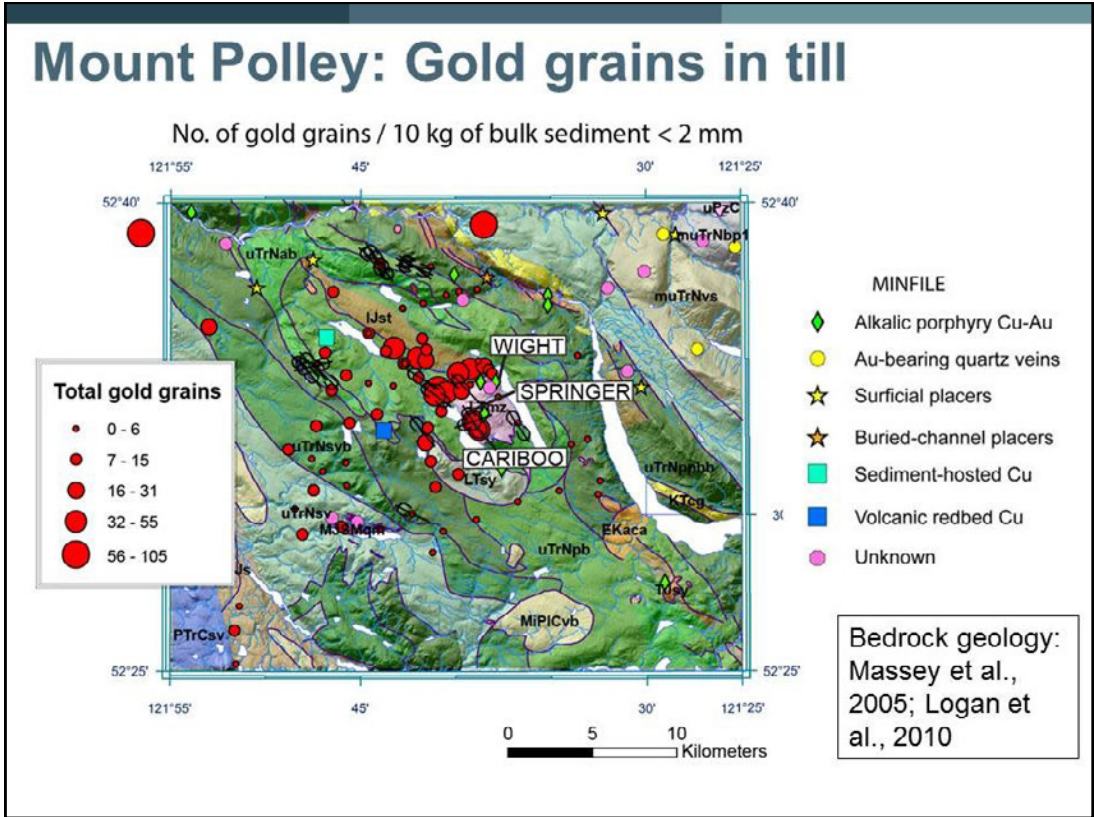 Mount Polley: Gold grains in till
No. of gold grains / 10 kg of bulk sediment < 2 mm
121°55' 45' 30' 121°25'
52°40' 52°40'
uPzC
muTrNbp1
uTrNab
muTrNvs
lJst
WIGHT
SPRINGER
CARIBOO
LTsy
uTrNsyb
uTrNpnbb
KTcg
uTrNsv
EKaca
uTrNpb
MiPlCvb
PTrCsv
52°25' 52°25'
121°55' 45' 30' 121°25'
Total gold grains
0 - 6
7 - 15
16 - 31
32 - 55
56 - 105
MINFILE
Alkalic porphyry Cu-Au
Au-bearing quartz veins
Surficial placers
Buried-channel placers
Sediment-hosted Cu
Volcanic redbed Cu
Unknown
0 5 10
Kilometers
Bedrock geology:
Massey et al.,
2005; Logan et
al., 2010